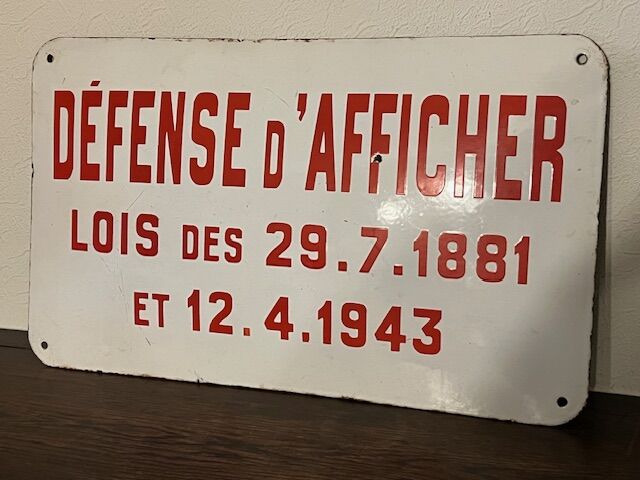 DÉFENSE D'AFFICHER
LOIS DES 29.7.1881
ET 12.4.1943